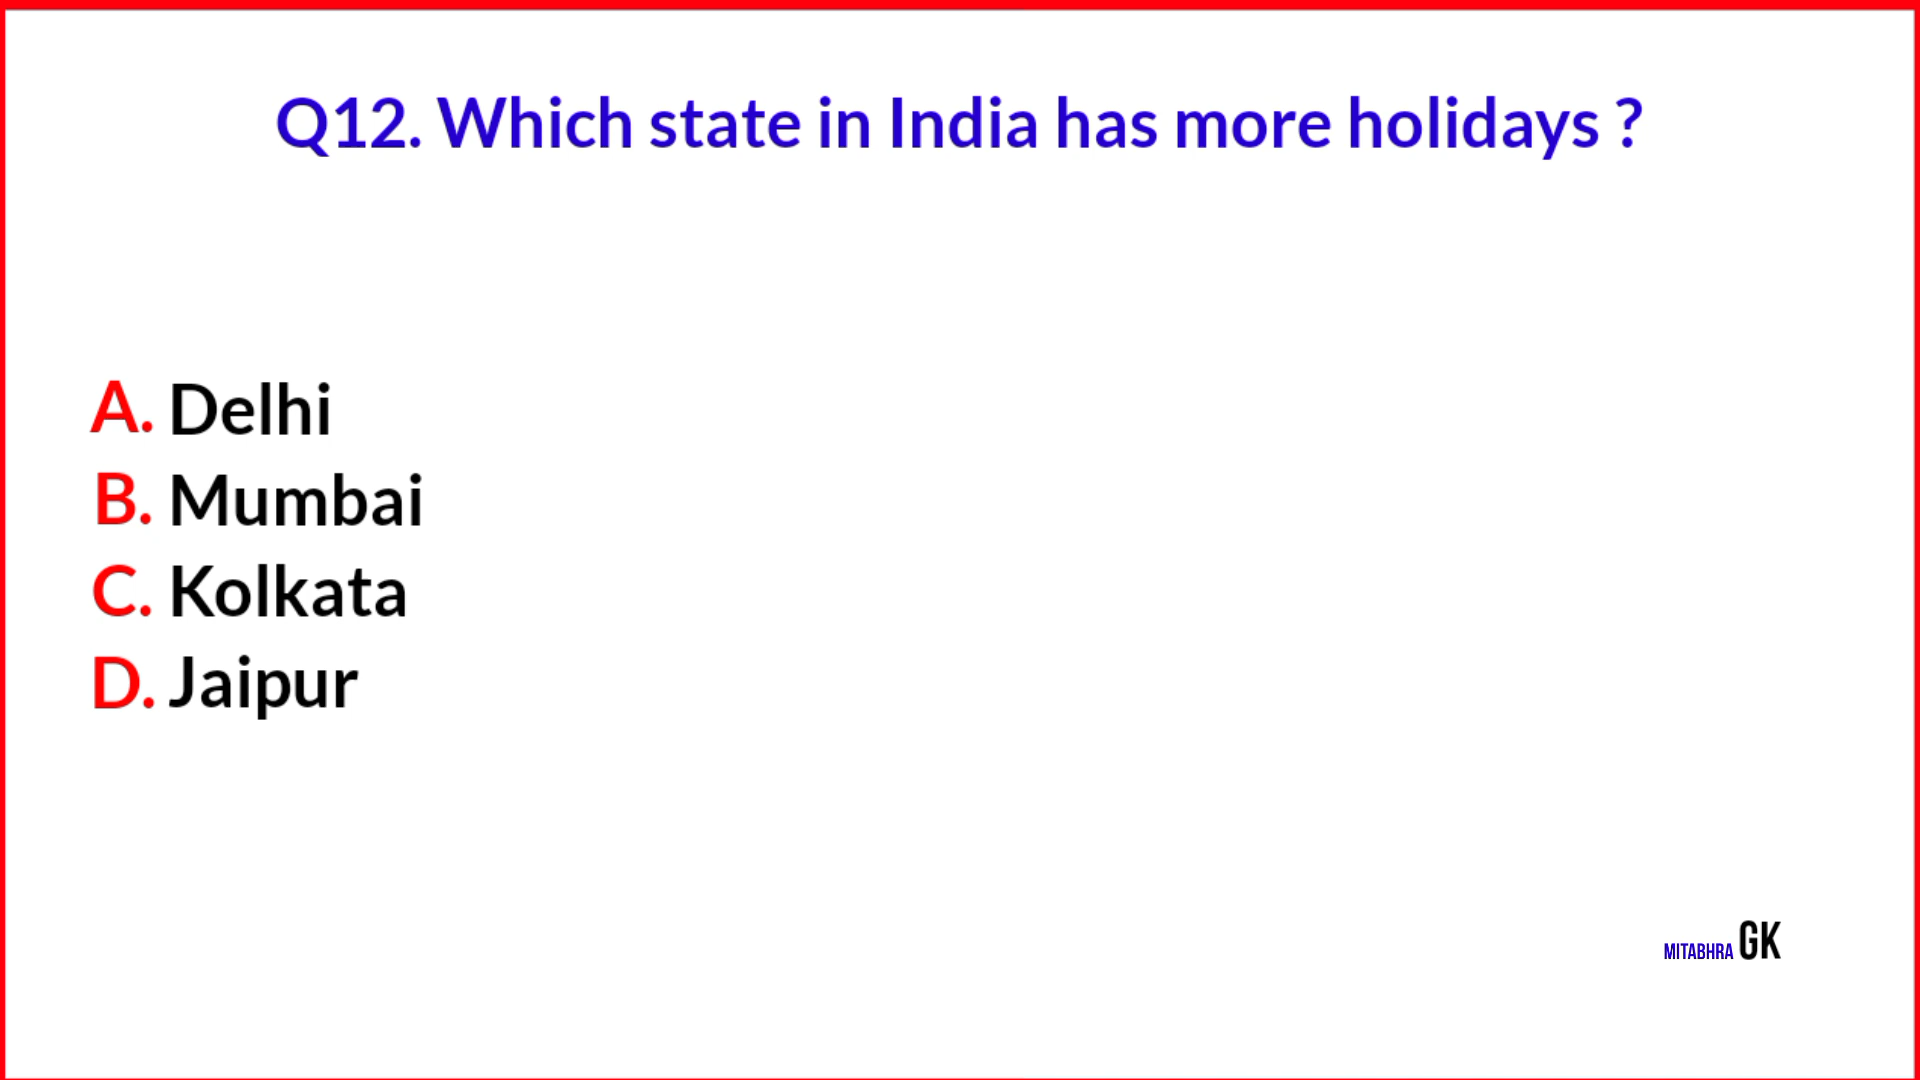 Q12. Which state in India has more holidays ?
A. Delhi
B. Mumbai
C. Kolkata
D. Jaipur
MITABHRA GK